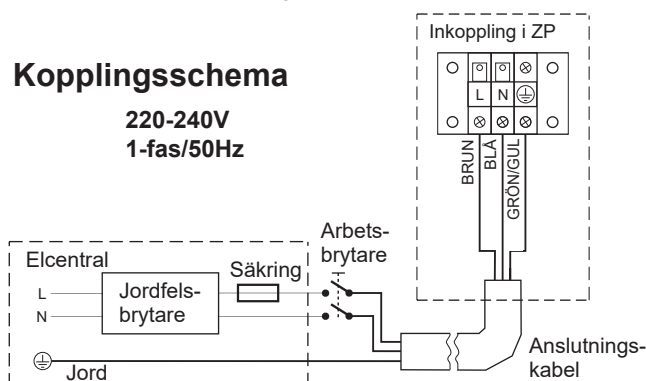 Kopplingsschema
220-240V
1-fas/50Hz
Inkoppling i ZP
L N
BRUN
BLÅ
GRÖN/GUL
Arbets-
brytare
Elcentral
Säkring
L
N
Jordfels-
brytare
Jord
Anslutnings-
kabel